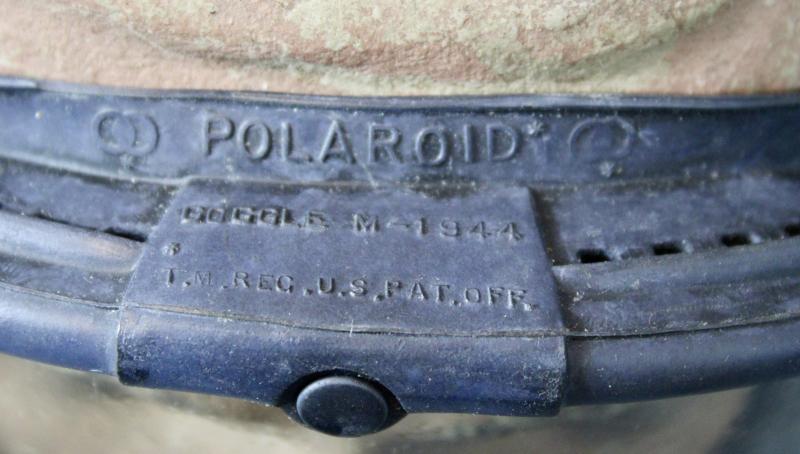 POLAROID*
GOGGLE M-1944
*
T.M.REG.U.S.PAT.OFF.